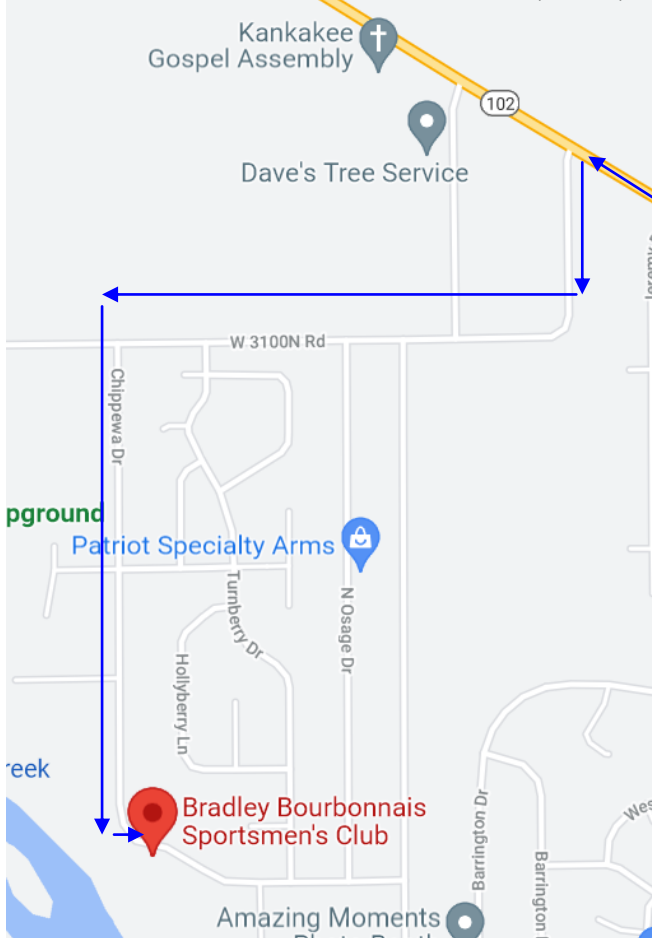 Kankakee
Gospel Assembly
102
Dave's Tree Service
W 3100N Rd
Chippewa Dr
pground
Patriot Specialty Arms
Turnberry Dr
N Osage Dr
Hollyberry Ln
reek
Bradley Bourbonnais
Sportsmen's Club
Barrington Dr
Barrington
Wes
Amazing Moments